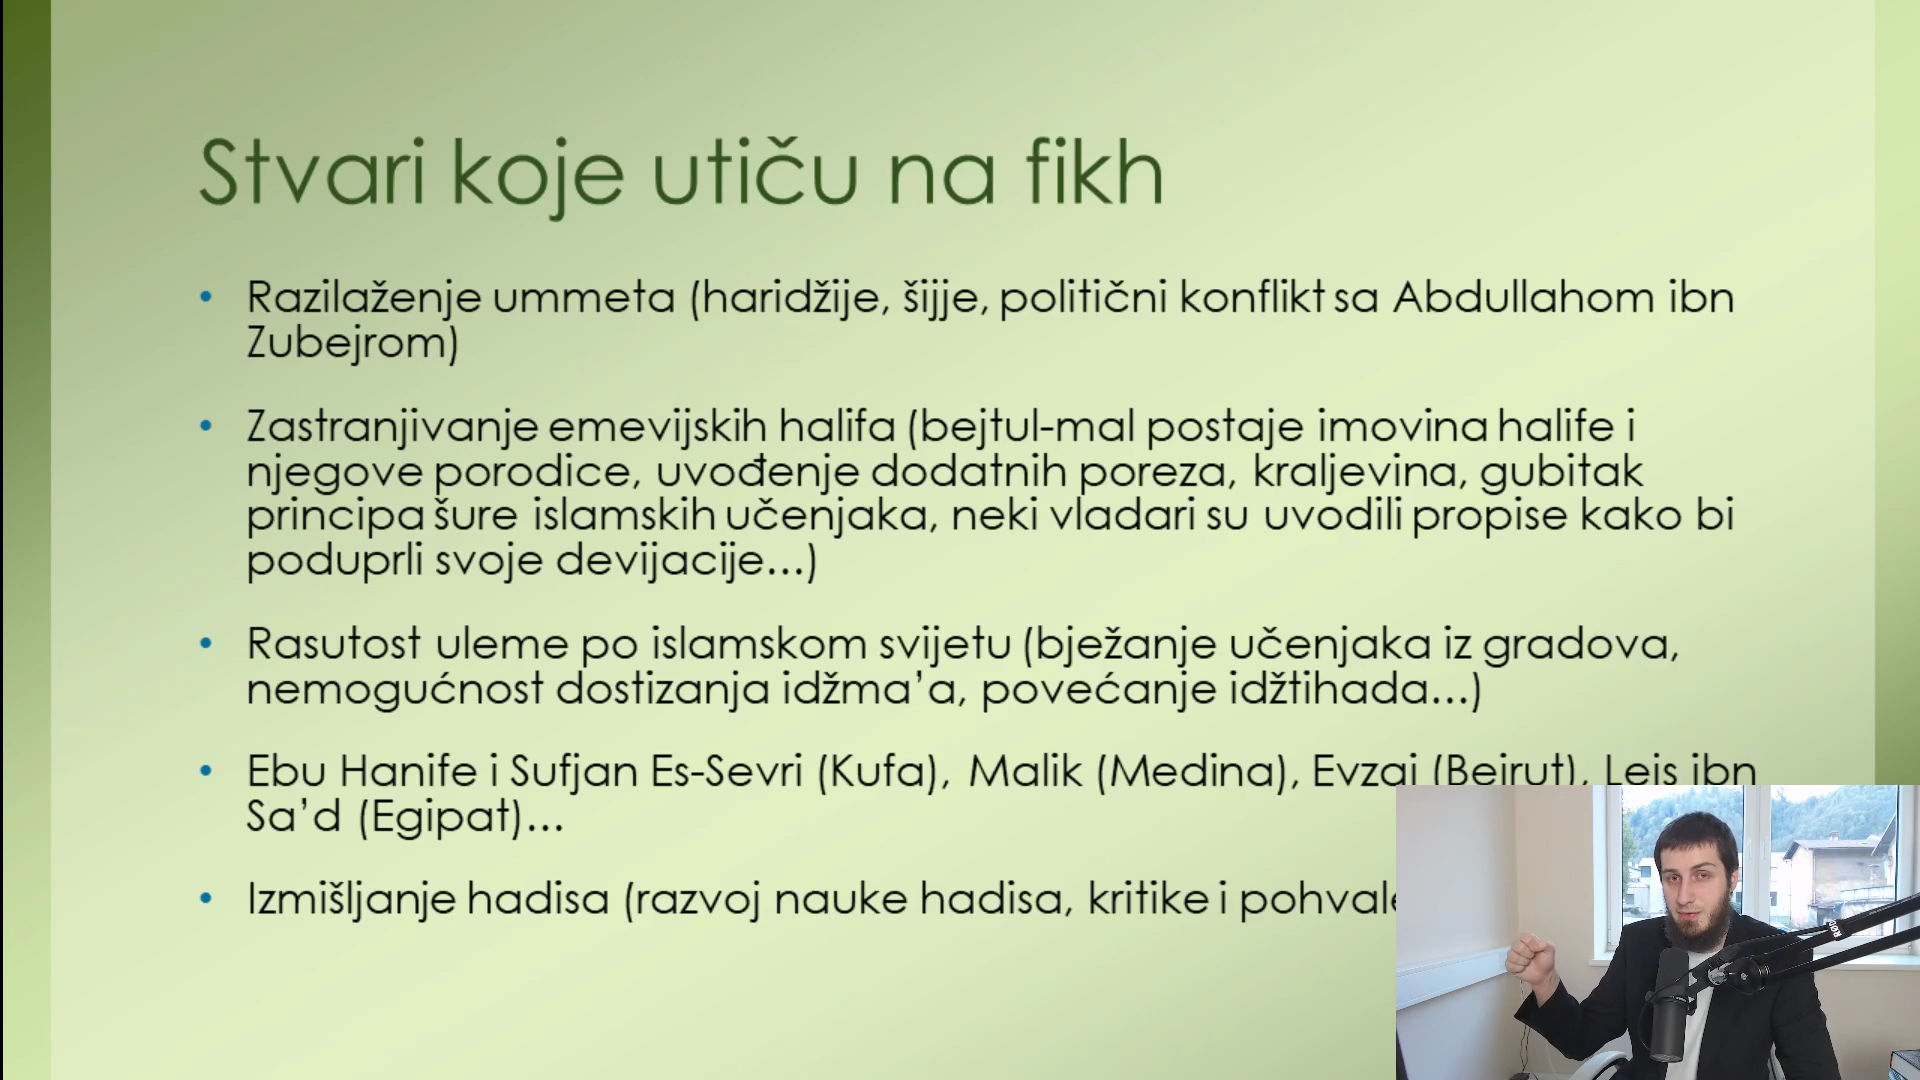 Stvari koje utiču na fikh
• Razilaženje ummeta (haridžije, šijje, politični konflikt sa Abdullahom ibn
Zubejrom)
• Zastranjivanje emevijskih halifa (bejtul-mal postaje imovina halife i
njegove porodice, uvođenje dodatnih poreza, kraljevina, gubitak
principa šure islamskih učenjaka, neki vladari su uvodili propise kako bi
poduprli svoje devijacije…)
• Rasutost uleme po islamskom svijetu (bježanje učenjaka iz gradova,
nemogućnost dostizanja idžma’a, povećanje idžtihada…)
• Ebu Hanife i Sufjan Es-Sevri (Kufa), Malik (Medina), Evzai (Bejrut), Lejs ibn
Sa’d (Egipat)…
• Izmišljanje hadisa (razvoj nauke hadisa, kritike i pohvale